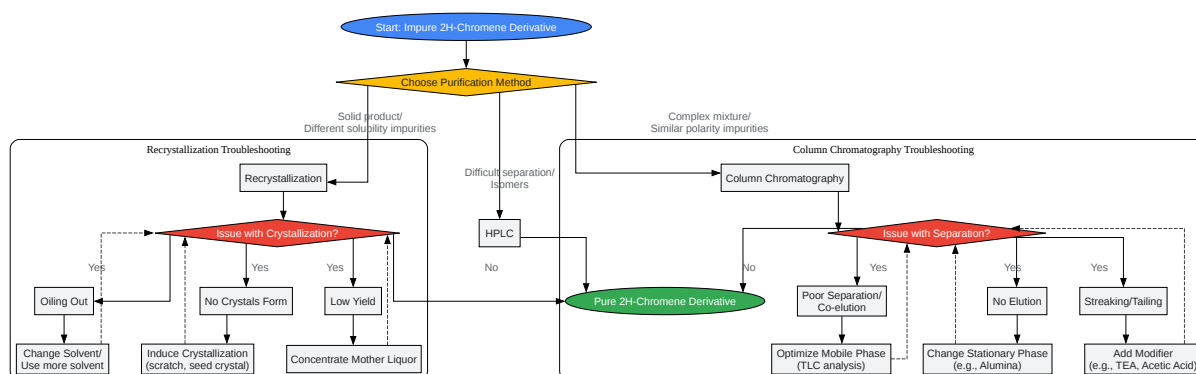 Start: Impure 2H-Chromene Derivative
Choose Purification Method
Solid product/
Different solubility impurities
Complex mixture/
Similar polarity impurities
Recrystallization Troubleshooting
Column Chromatography Troubleshooting
Difficult separation/
Isomers
Recrystallization
Column Chromatography
Issue with Crystallization?
HPLC
Issue with Separation?
Yes
Yes
Yes
No
No
Yes
Yes
Yes
Oiling Out
No Crystals Form
Low Yield
Pure 2H-Chromene Derivative
Poor Separation/
Co-elution
No Elution
Streaking/Tailing
Change Solvent/
Use more solvent
Induce Crystallization
(scratch, seed crystal)
Concentrate Mother Liquor
Optimize Mobile Phase
(TLC analysis)
Change Stationary Phase
(e.g., Alumina)
Add Modifier
(e.g., TEA, Acetic Acid)